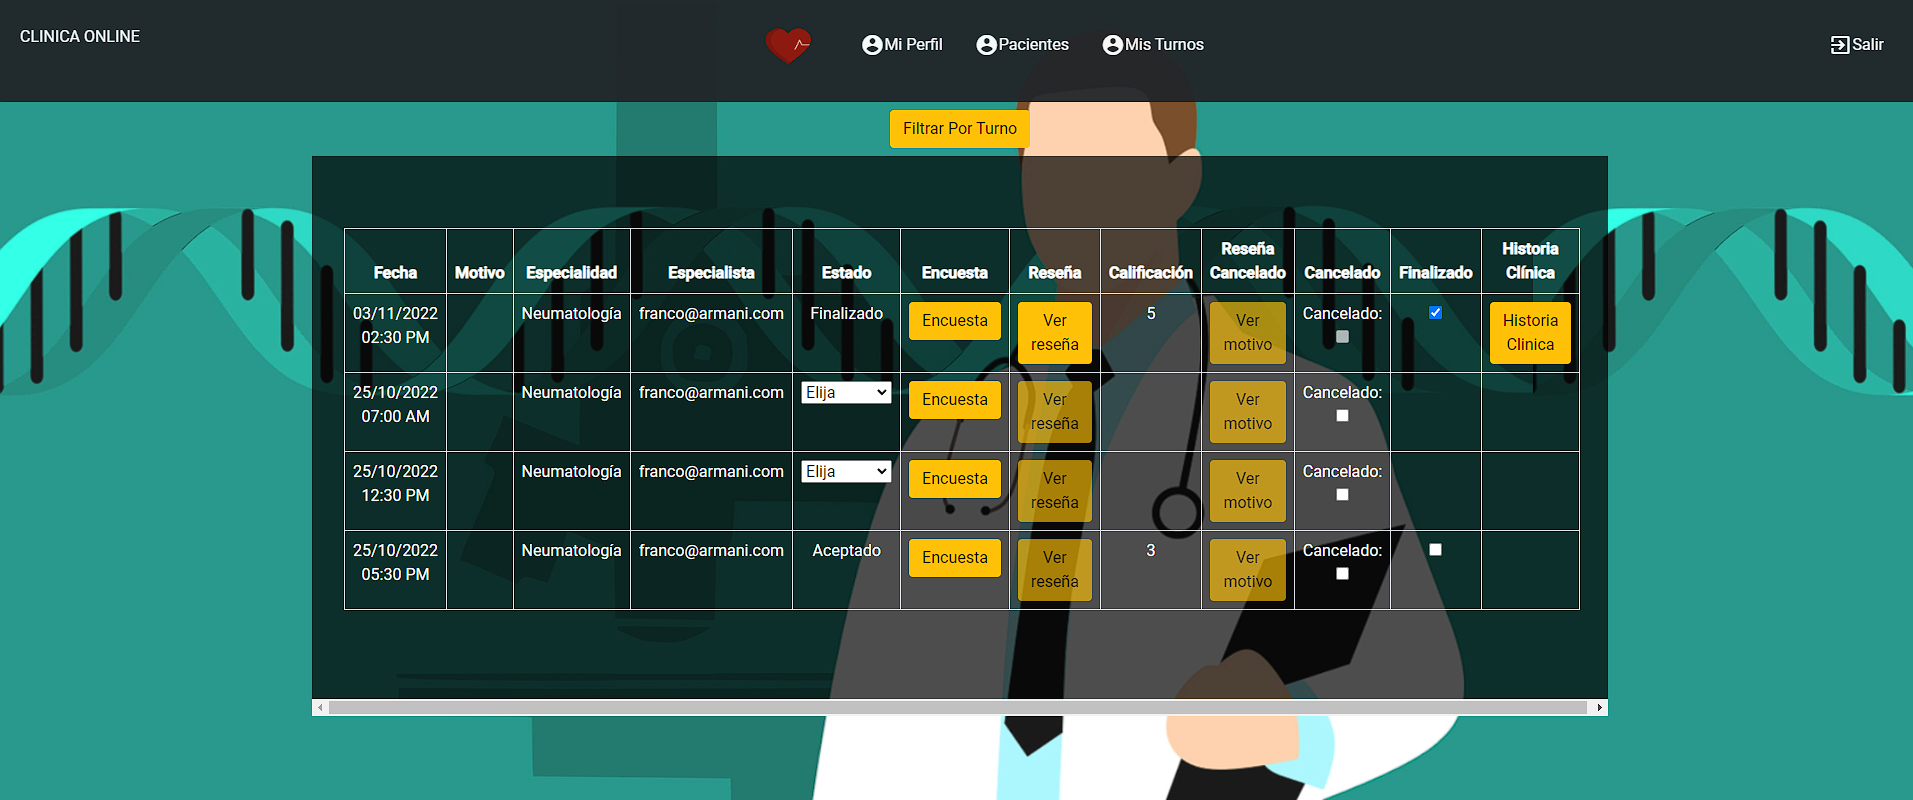 CLINICA ONLINE
Mi Perfil
Pacientes
Mis Turnos
Salir
Filtrar Por Turno
Fecha Motivo Especialidad Especialista Estado Encuesta Reseña Calificación Reseña Cancelado Cancelado Finalizado Historia Clínica
03/11/2022 02:30 PM Neumatología franco@armani.com Finalizado Encuesta Ver reseña 5 Ver motivo Cancelado: Historia Clinica
25/10/2022 07:00 AM Neumatología franco@armani.com Elija Encuesta Ver reseña Ver motivo Cancelado:
25/10/2022 12:30 PM Neumatología franco@armani.com Elija Encuesta Ver reseña Ver motivo Cancelado:
25/10/2022 05:30 PM Neumatología franco@armani.com Aceptado Encuesta Ver reseña 3 Ver motivo Cancelado: